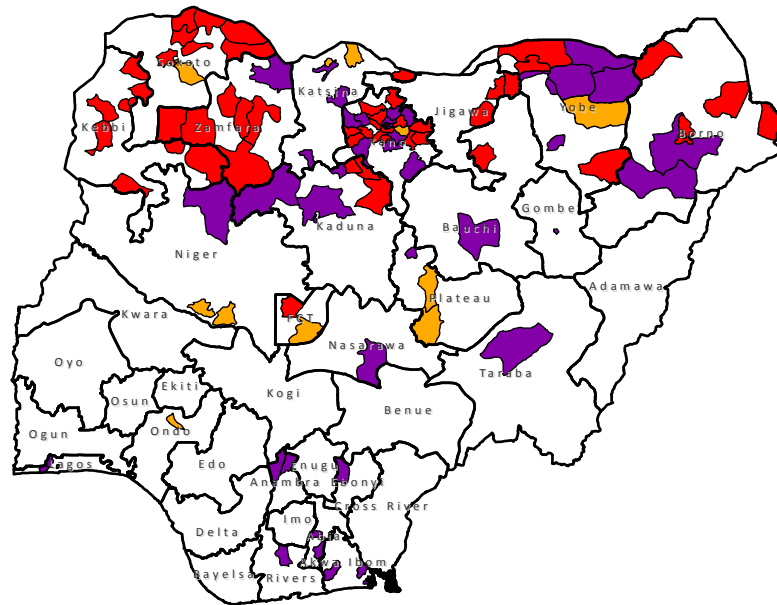 Sokoto
Katsina
Yobe
Kebbi
Zamfara
Jigawa
Borno
Kano
Gombe
Kaduna
Bauchi
Niger
Adamawa
Plateau
Kwara
FCT
Nasarawa
Oyo
Taraba
Ekiti
Kogi
Osun
Benue
Ogun
Ondo
Lagos
Edo
Enugu
Anambra
Ebonyi
Cross River
Imo
Delta
Abia
Akwa Ibom
Bayelsa
Rivers